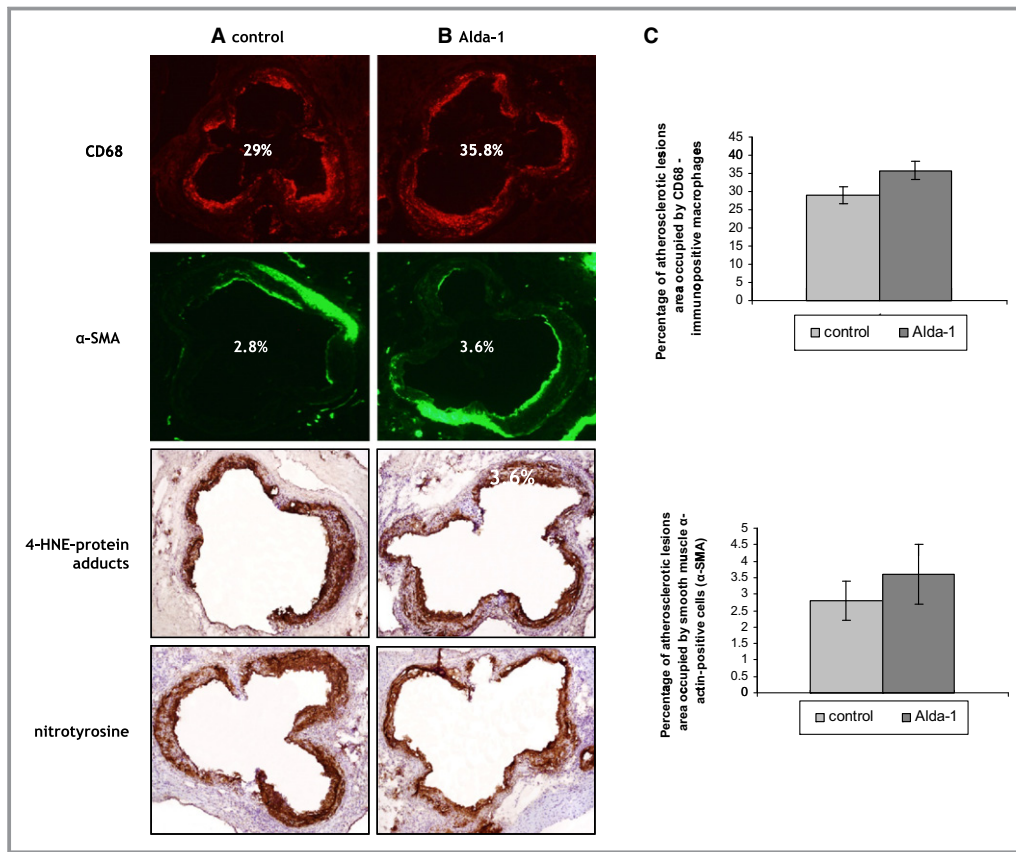 A control
B Alda-1
C
CD68
29%
35.8%
α-SMA
2.8%
3.6%
4-HNE-protein
adducts
3 6%
nitrotyrosine
Percentage of atherosclerotic lesions
area occupied by CD68 -
immunopositive macrophages
45
40
35
30
25
20
15
10
5
0
control
Alda-1
Percentage of atherosclerotic lesions
area occupied by smooth muscle α-
actin-positive cells (α-SMA)
5
4.5
4
3.5
3
2.5
2
1.5
1
0.5
0
control
Alda-1